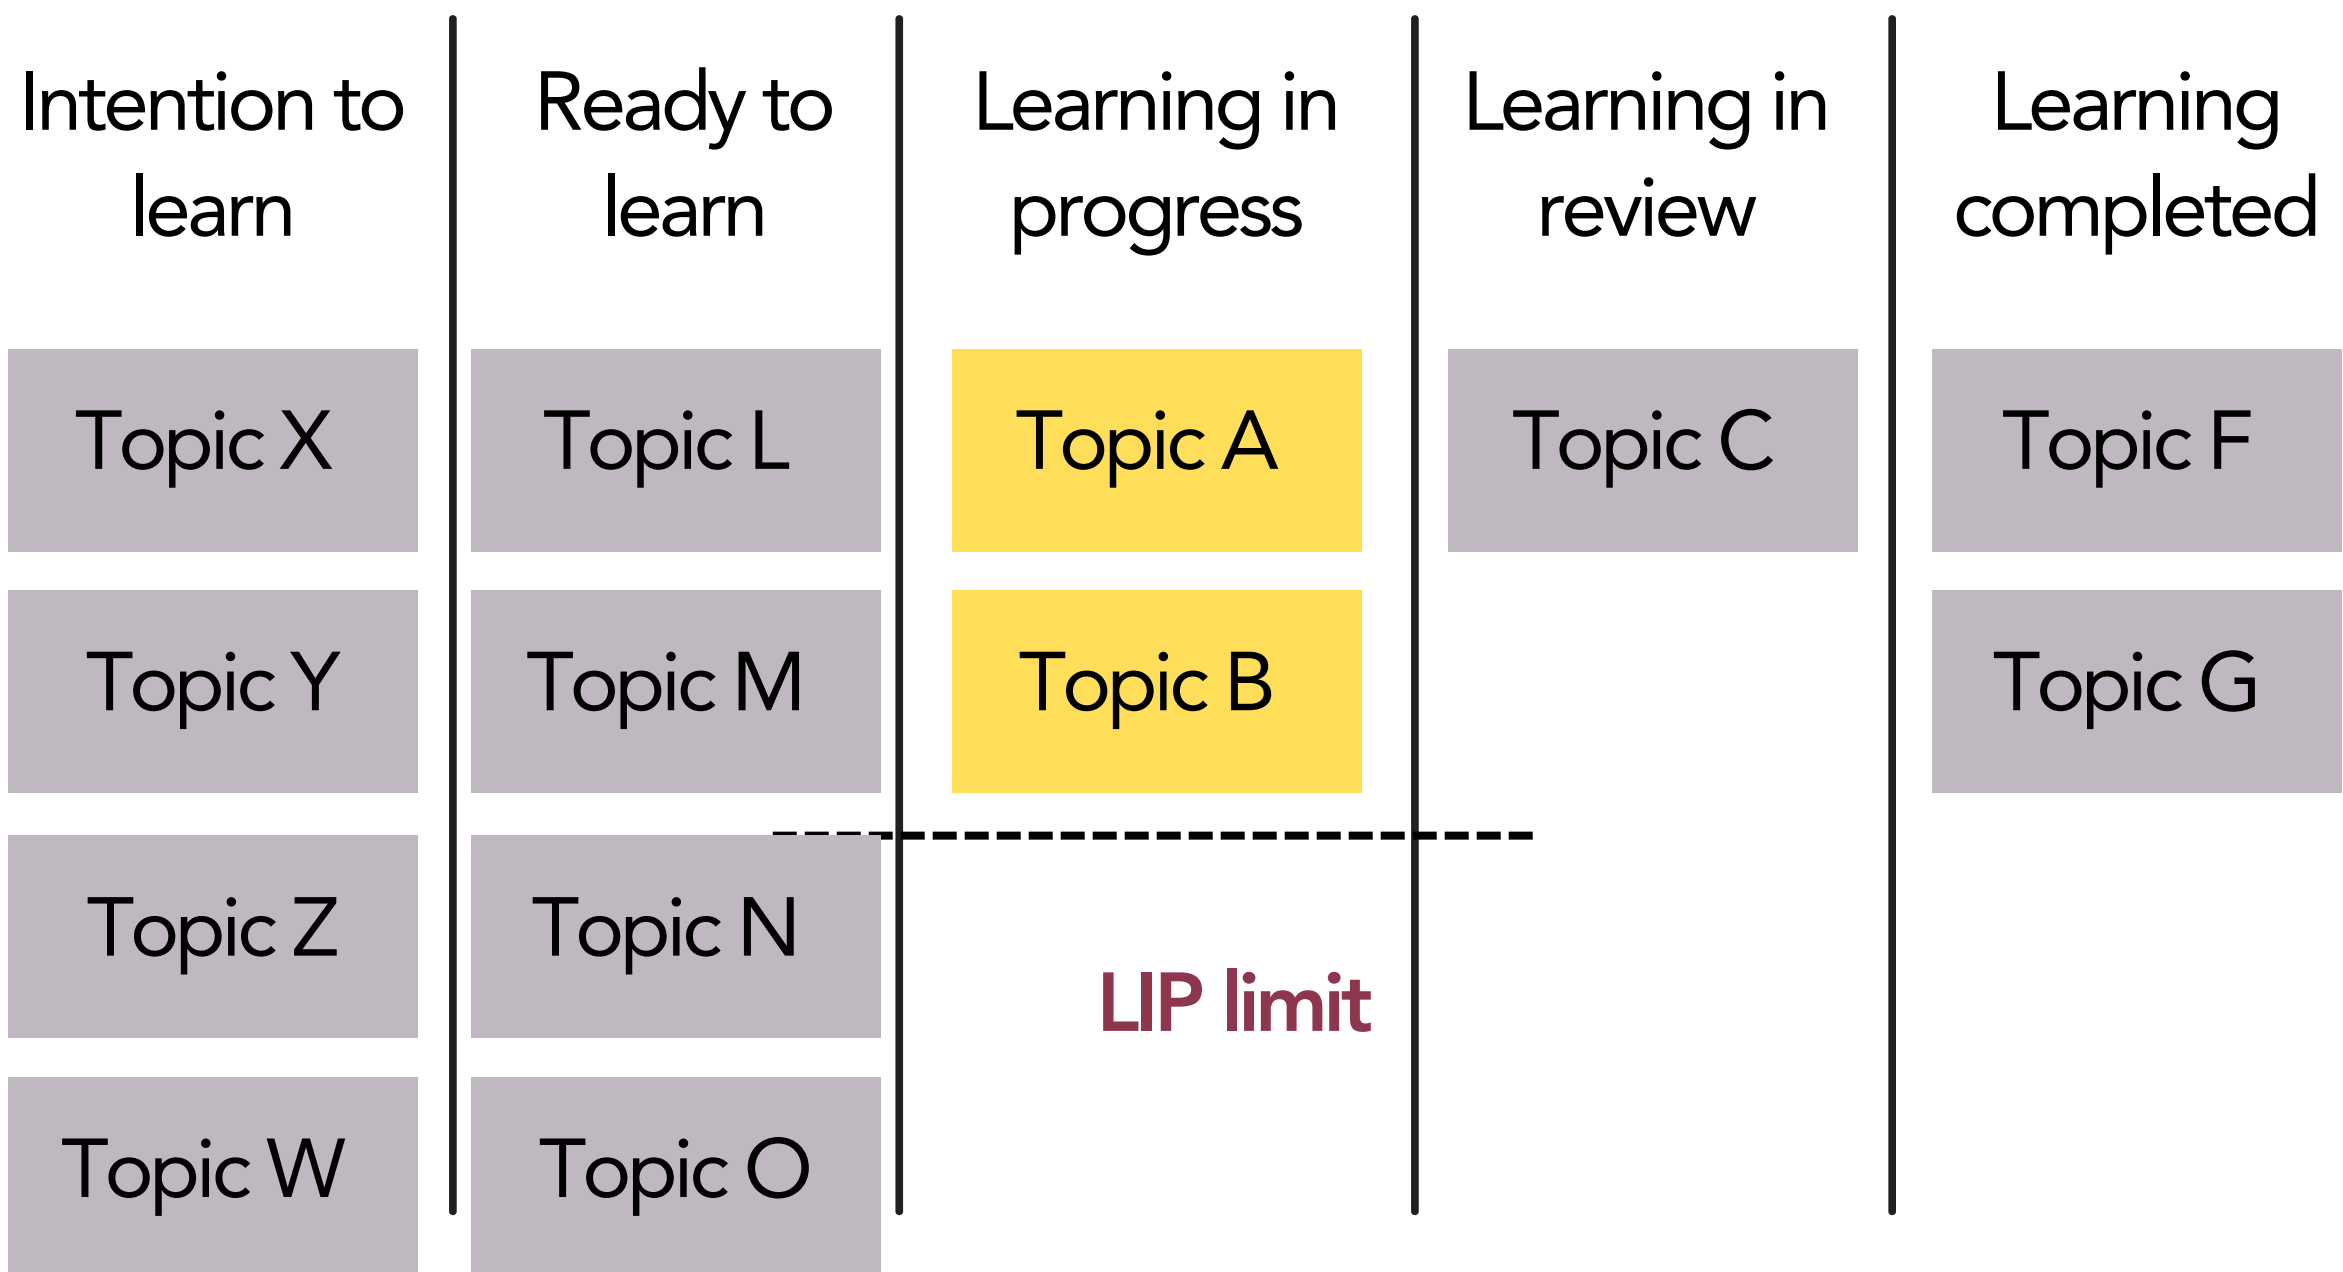 Intention to
learn
Ready to
learn
Learning in
progress
Learning in
review
Learning
completed
Topic X
Topic L
Topic A
Topic C
Topic F
Topic Y
Topic M
Topic B
Topic G
Topic Z
Topic N
LIP limit
Topic W
Topic O